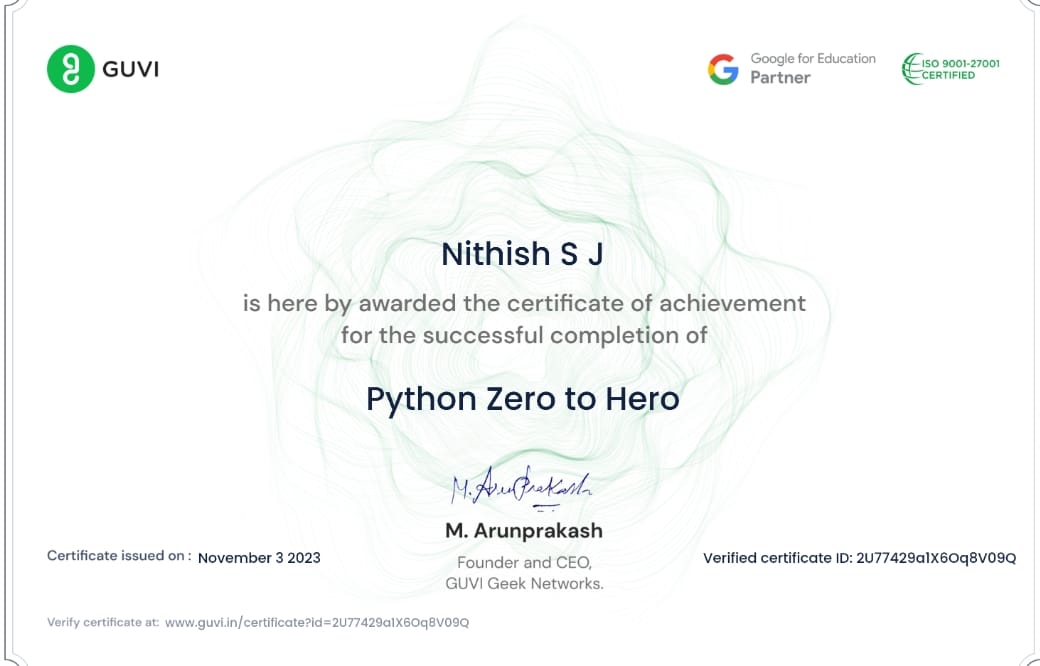 GUVI
Google for Education
Partner
ISO 9001-27001
CERTIFIED
Nithish S J
is here by awarded the certificate of achievement
for the successful completion of
Python Zero to Hero
M. ArunPrakash
M. Arunprakash
Founder and CEO,
GUVI Geek Networks.
Certificate issued on : November 3 2023
Verified certificate ID: 2U77429a1X6Oq8V09Q
Verify certificate at: www.guvi.in/certificate?id=2U77429a1X6Oq8V09Q